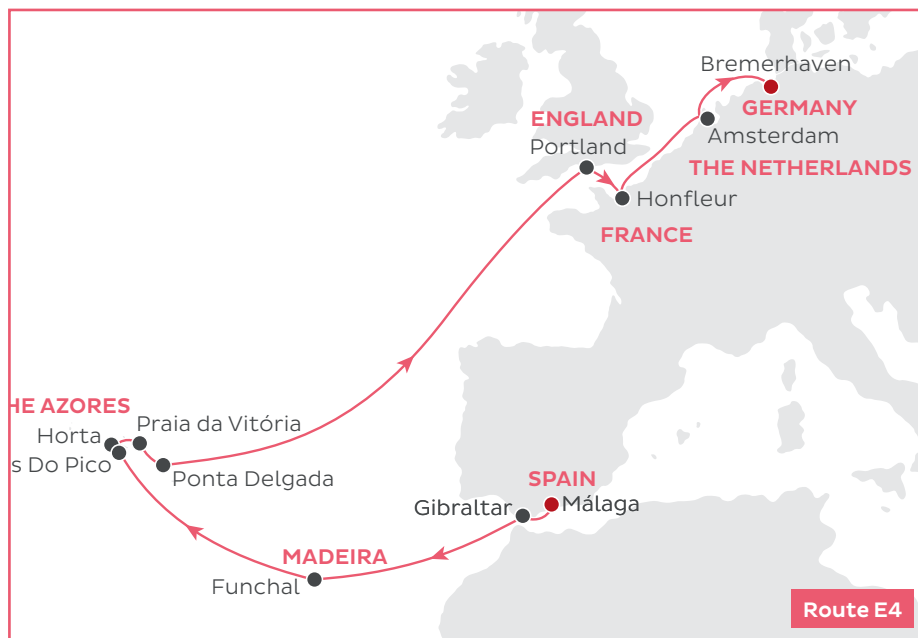 Bremerhaven
GERMANY
ENGLAND
Amsterdam
Portland
THE NETHERLANDS
Honfleur
FRANCE
HE AZORES
Praia da Vitória
Horta
s Do Pico
Ponta Delgada
SPAIN
Gibraltar
Málaga
MADEIRA
Funchal
Route E4